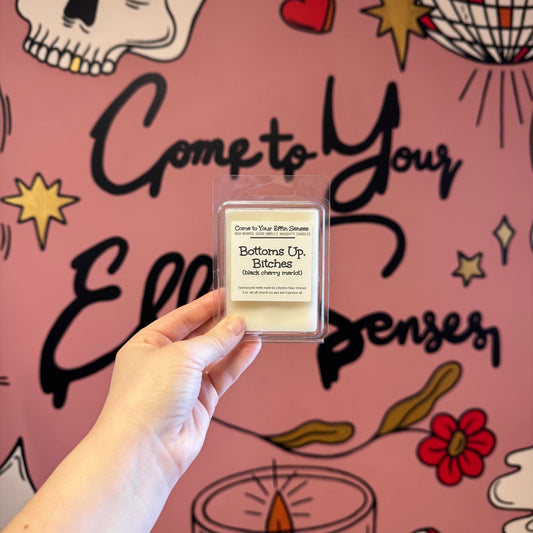 Come to Your
Effin Senses,
Come to Your Effin Senses
BAD WORDS, GOOD SMELLS, NAUGHTY CANDLES
Bottoms Up,
Bitches
(black cherry merlot)